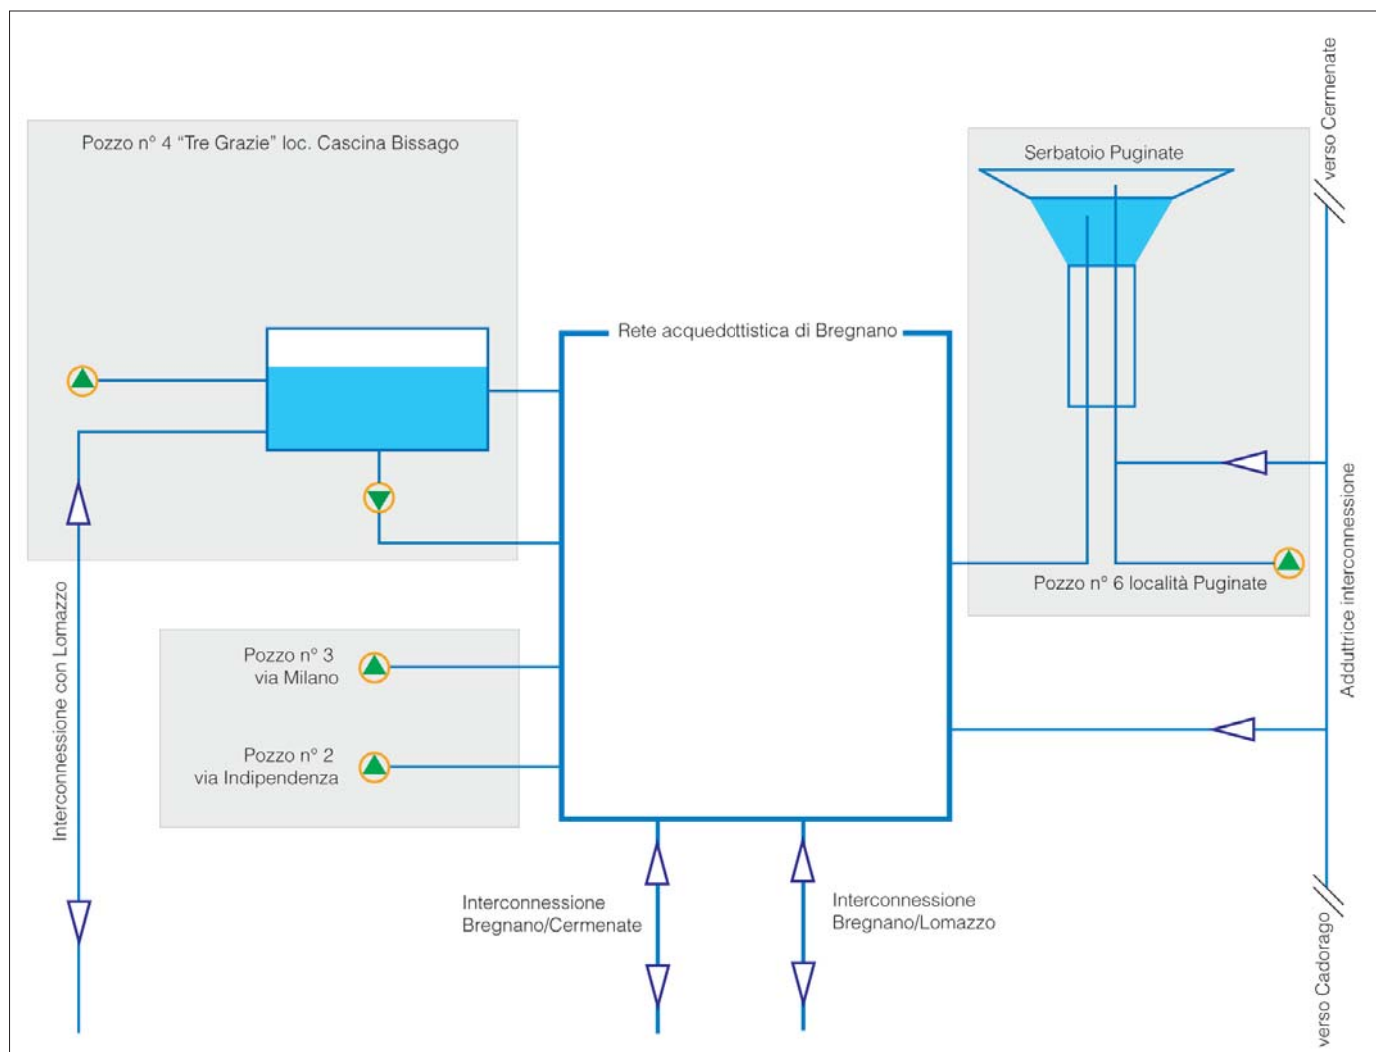 Pozzo n° 4 “Tre Grazie” loc. Cascina Bissago
Serbatoio Puginate
verso Cermenate
Rete acquedottistica di Bregnano
Adduttrice interconnessione
Pozzo n° 6 località Puginate
Interconnessione con Lomazzo
Pozzo n° 3
via Milano
Pozzo n° 2
via Indipendenza
Interconnessione
Bregnano/Cermenate
Interconnessione
Bregnano/Lomazzo
verso Cadorago